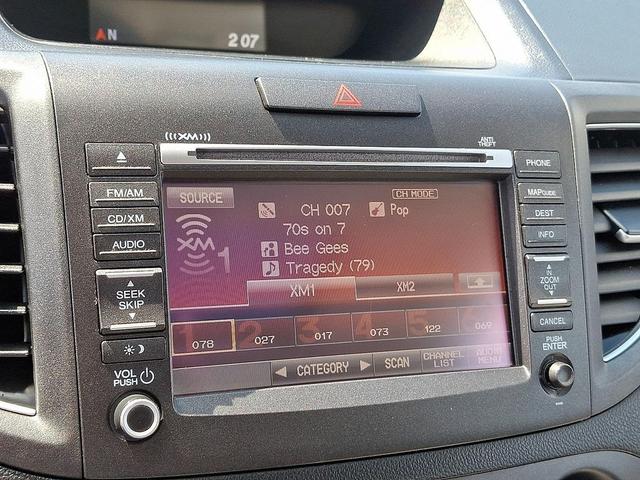 N
2 07
XM
ANTI THEFT
FM/AM
CD/XM
AUDIO
SEEK
SKIP
VOL
PUSH
SOURCE
CH MODE
CH 007
Pop
70s on 7
XM 1
Bee Gees
Tragedy (79)
XM1
XM2
1 078
2 027
3 017
4 073
5 122
6 069
CATEGORY
SCAN
CHANNEL LIST
AUDIO MENU
PHONE
MAP GUIDE
DEST
INFO
IN
ZOOM
OUT
CANCEL
PUSH
ENTER